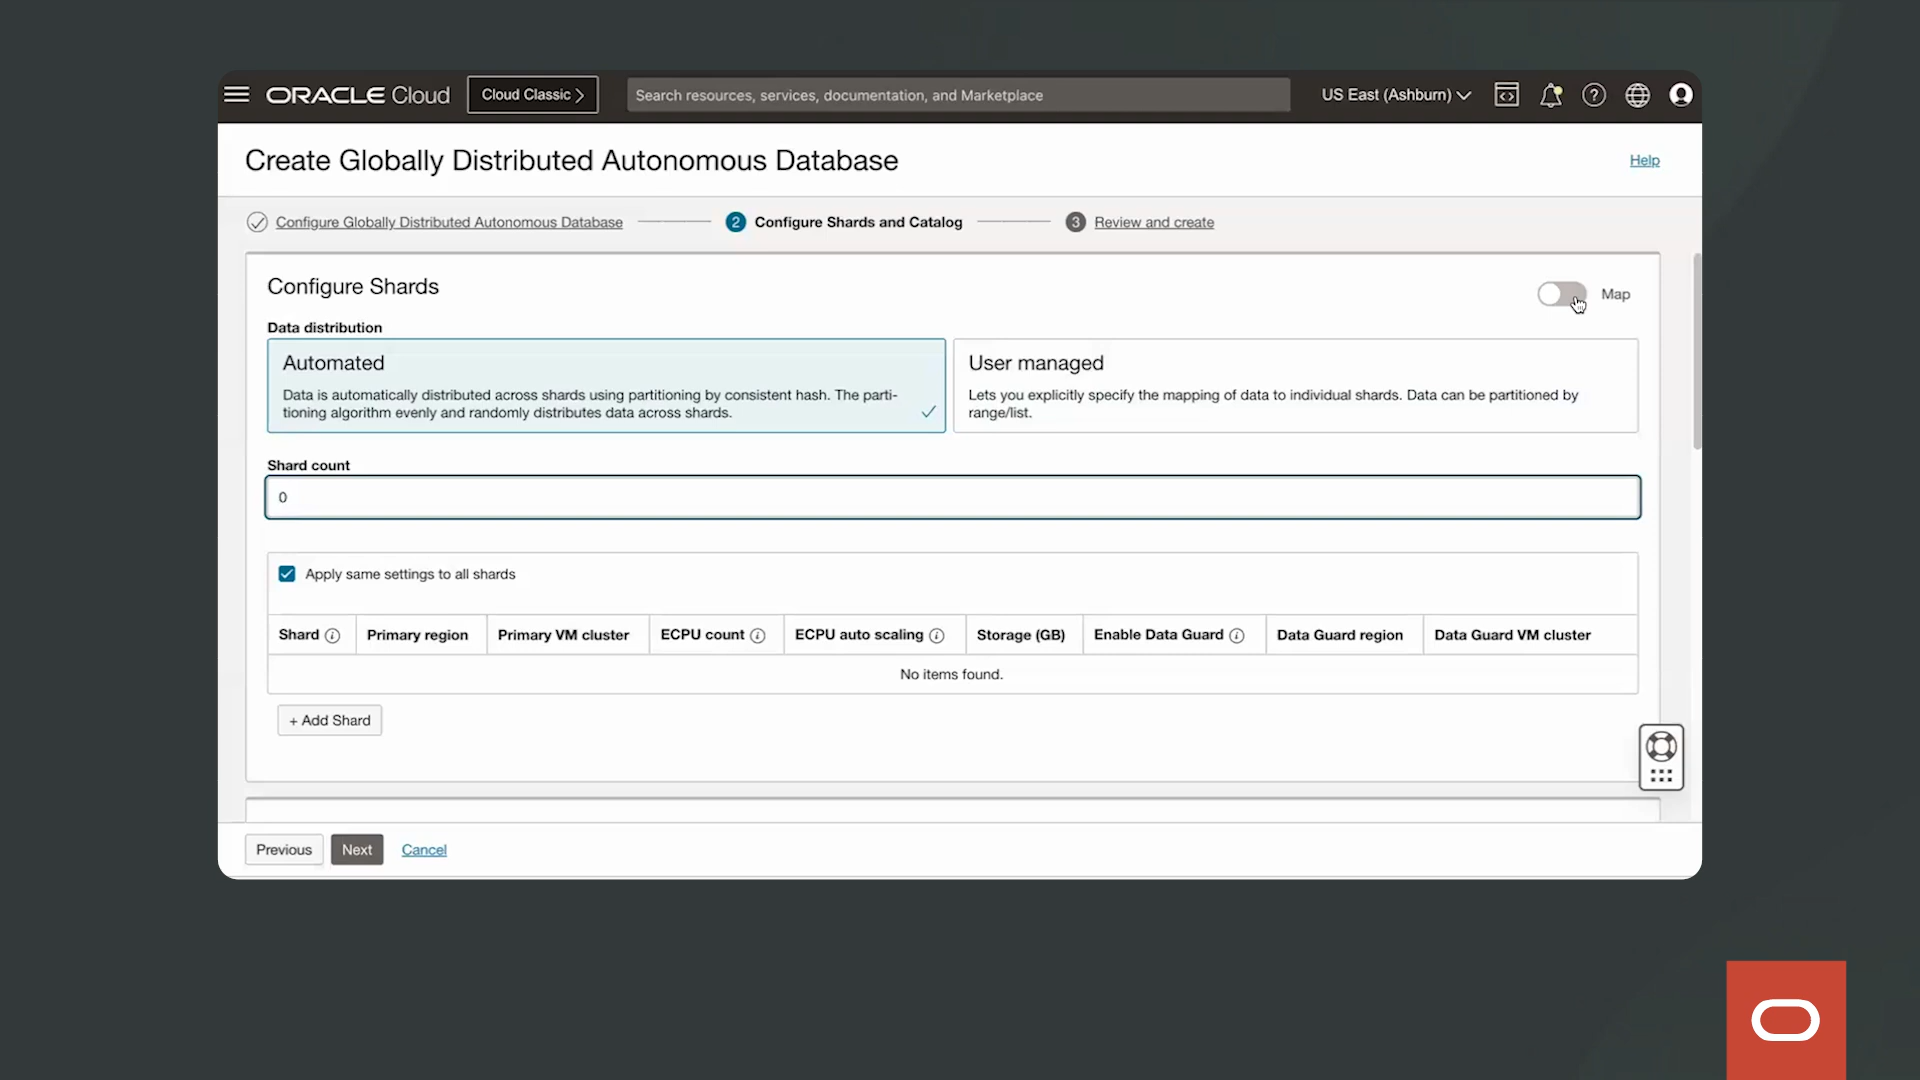 ORACLE Cloud
Cloud Classic
Search resources, services, documentation, and Marketplace
US East (Ashburn)
Create Globally Distributed Autonomous Database
Help
Configure Globally Distributed Autonomous Database
2 Configure Shards and Catalog
3 Review and create
Configure Shards
Map
Data distribution
Automated
Data is automatically distributed across shards using partitioning by consistent hash. The parti-
tioning algorithm evenly and randomly distributes data across shards.
User managed
Lets you explicitly specify the mapping of data to individual shards. Data can be partitioned by
range/list.
Shard count
0
Apply same settings to all shards
Shard Primary region Primary VM cluster ECPU count ECPU auto scaling Storage (GB) Enable Data Guard Data Guard region Data Guard VM cluster
No items found.
+ Add Shard
Previous Next Cancel